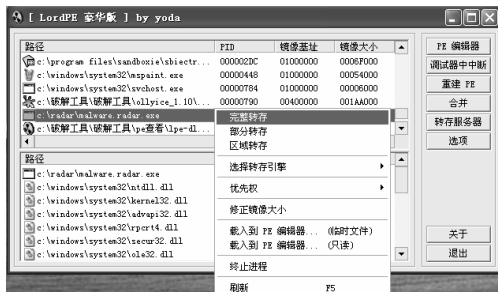 [ LordPE 豪华版 ] by yoda
路径 PID 镜像基址 镜像大小
c:\program files\sandboxie\sbiectr... 000002DC 01000000 0006F000
c:\windows\system32\mspaint.exe 00000448 01000000 00054000
c:\windows\system32\svchost.exe 00000784 01000000 00006000
c:\破解工具\破解工具\ollyice_1.10\... 00000790 00400000 001AA000
c:\radar\malware.radar.exe
c:\破解工具\破解工具\pe查看\lpe-dl...
完整转存
部分转存
区域转存
选择转存引擎
优先权
修正镜像大小
载入到 PE 编辑器... (临时文件)
载入到 PE 编辑器... (只读)
终止进程
刷新 F5
路径
c:\radar\malware.radar.exe
c:\windows\system32\ntdll.dll
c:\windows\system32\kernel32.dll
c:\windows\system32\advapi32.dll
c:\windows\system32\rpcrt4.dll
c:\windows\system32\secur32.dll
c:\windows\system32\ole32.dll
PE 编辑器
调试器中中断
重建 PE
合并
转存服务器
选项
关于
退出